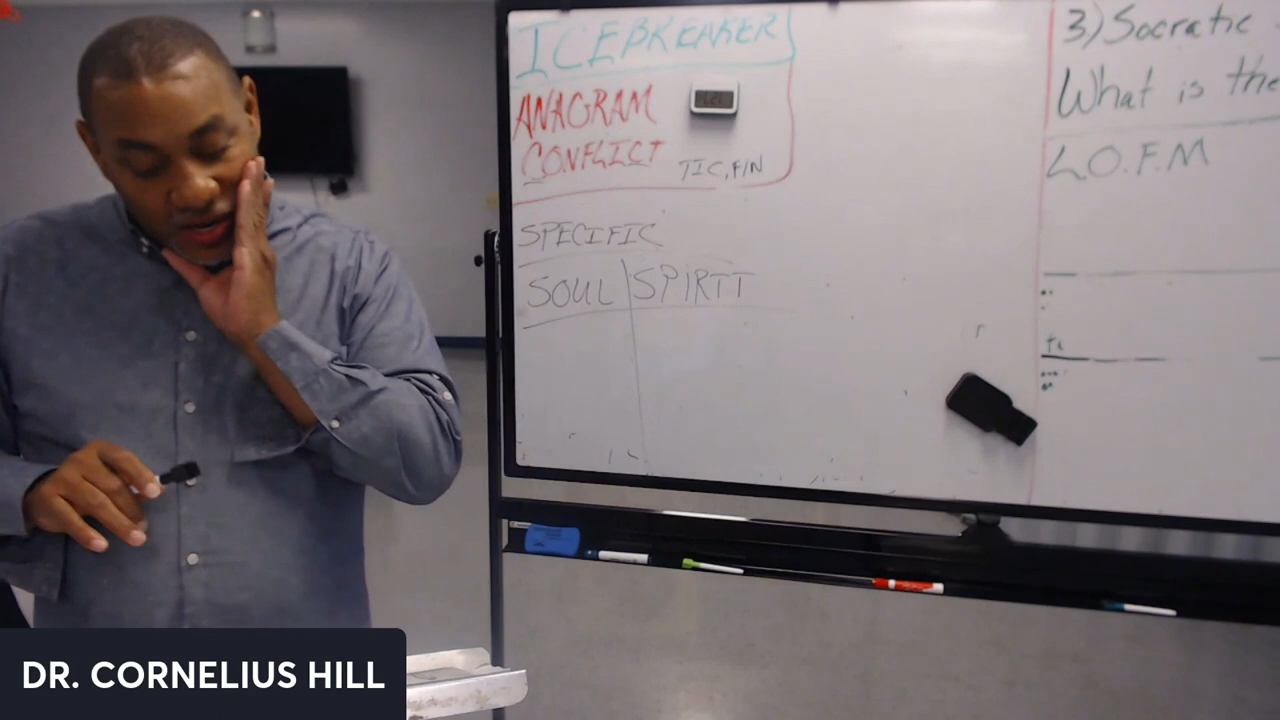 ICEBREAKER
ANAGRAM
CONFLICT TIC, FIN
SPECIFIC
SOUL SPIRIT
3) Socratic
What is the
L.O.F.M
DR. CORNELIUS HILL